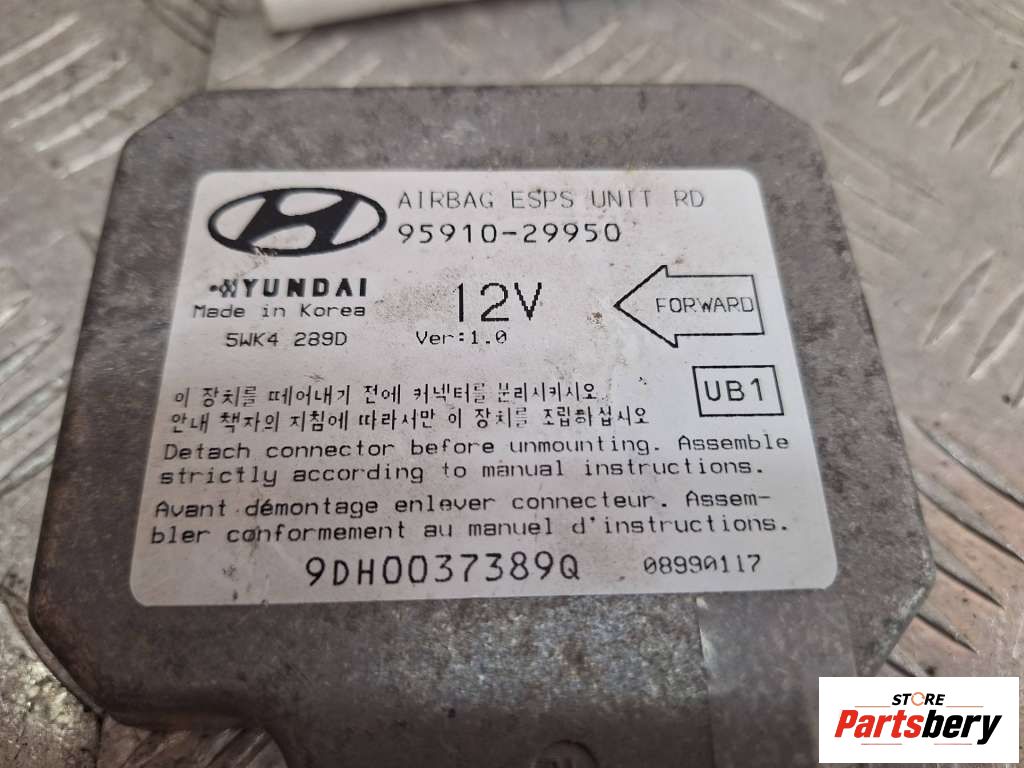 AIRBAG ESPS UNIT RD
95910-29950
HYUNDAI
Made in Korea
12V
FORWARD
5WK4 289D
Ver:1.0
UB1
이 장치를 떼어내기 전에 커넥터를 분리시키시오
안내 책자의 지침에 따라서만 이 장치를 조립하십시오
Detach connector before unmounting. Assemble
strictly according to manual instructions.
Avant démontage enlever connecteur. Assem-
bler conformement au manuel d'instructions.
9DH0037389Q
08990117
STORE
Partsbery